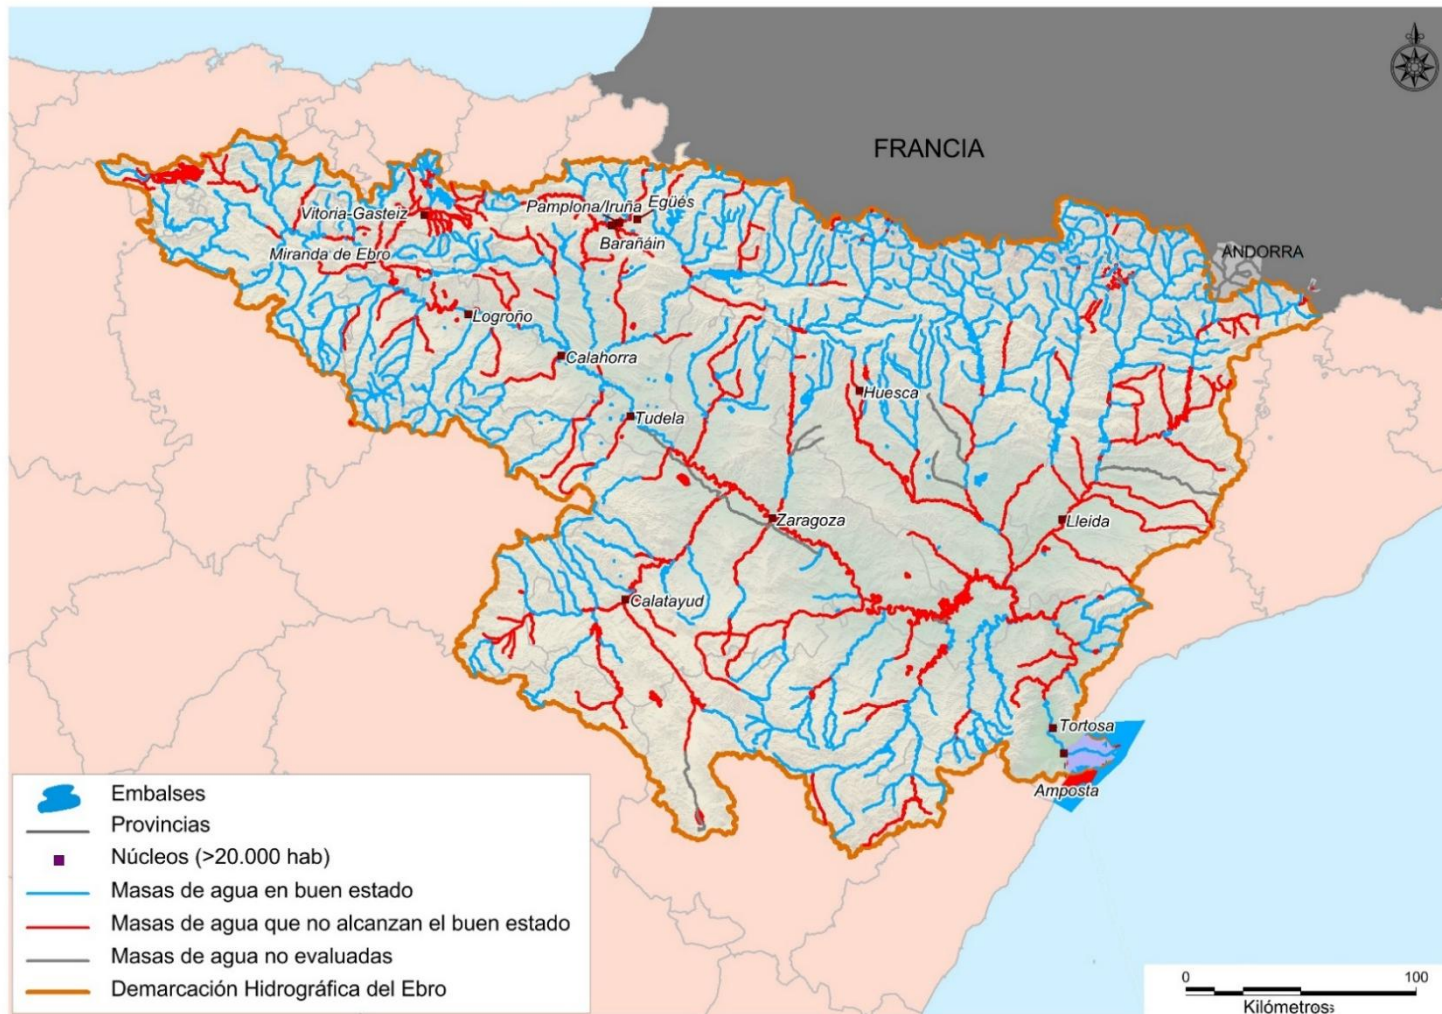 FRANCIA
ANDORRA
Vitoria-Gasteiz
Pamplona/Iruña
Egüés
Barañáin
Miranda de Ebro
Logroño
Calahorra
Huesca
Tudela
Zaragoza
Lleida
Calatayud
Tortosa
Amposta
Embalses
Provincias
Núcleos (>20.000 hab)
Masas de agua en buen estado
Masas de agua que no alcanzan el buen estado
Masas de agua no evaluadas
Demarcación Hidrográfica del Ebro
0 100
Kilómetros